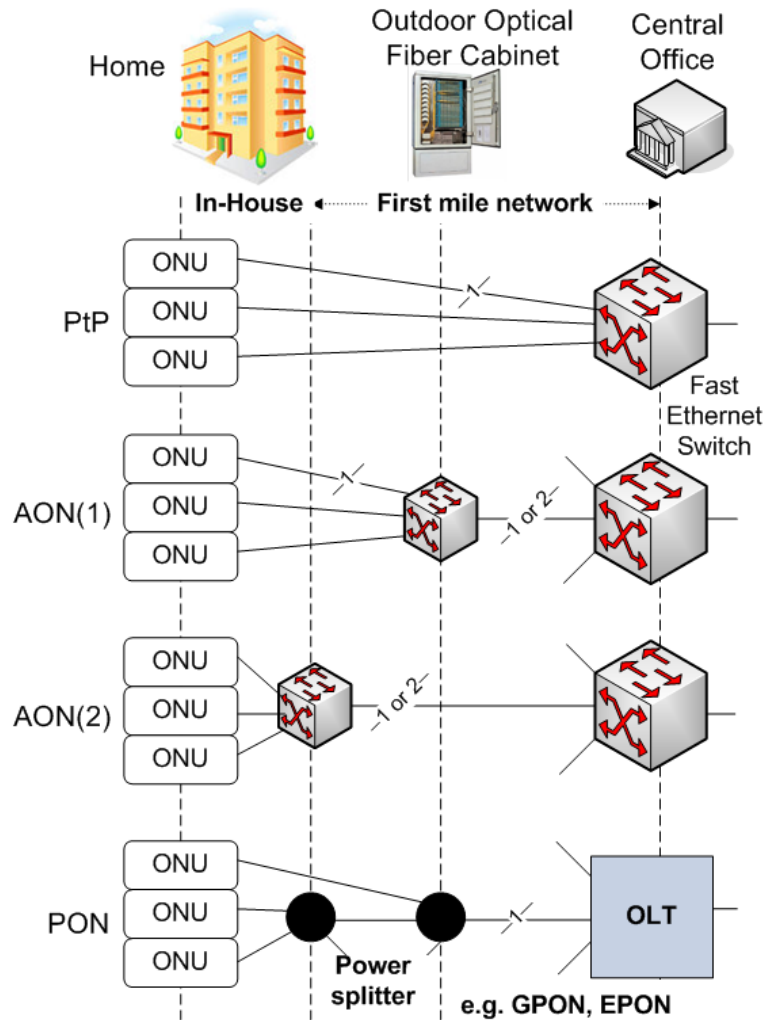 Home
Outdoor Optical
Fiber Cabinet
Central
Office
In-House
First mile network
PtP
ONU
ONU
ONU
–1–
Fast
Ethernet
Switch
AON(1)
ONU
ONU
ONU
–1–
–1 or 2–
AON(2)
ONU
ONU
ONU
–1 or 2–
PON
ONU
ONU
ONU
–1–
OLT
Power
splitter
e.g. GPON, EPON